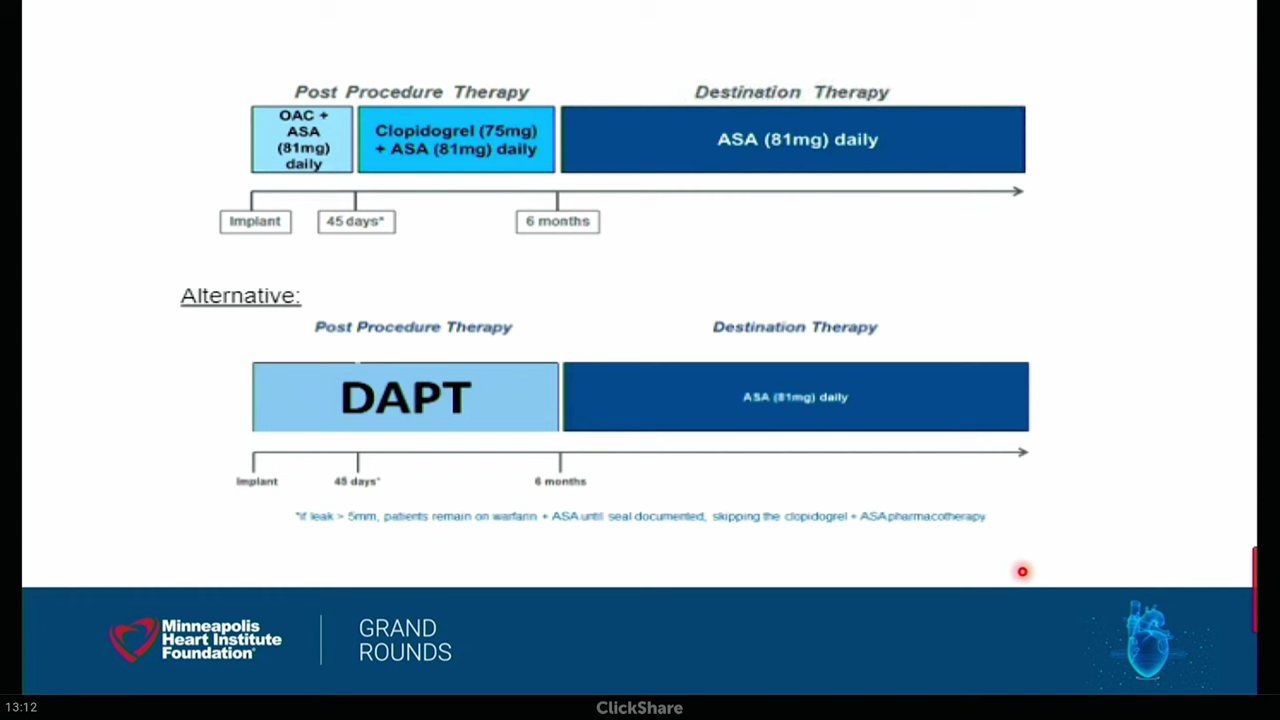 Post Procedure Therapy
Destination Therapy
OAC +
ASA
(81mg)
daily
Clopidogrel (75mg)
+ ASA (81mg) daily
ASA (81mg) daily
Implant
45 days*
6 months
Alternative:
Post Procedure Therapy
Destination Therapy
DAPT
ASA (81mg) daily
Implant
45 days*
6 months
*If leak > 5mm, patients remain on warfarin + ASA until seal documented, skipping the clopidogrel + ASA pharmacotherapy
Minneapolis
Heart Institute
Foundation®
GRAND
ROUNDS
13:12
ClickShare